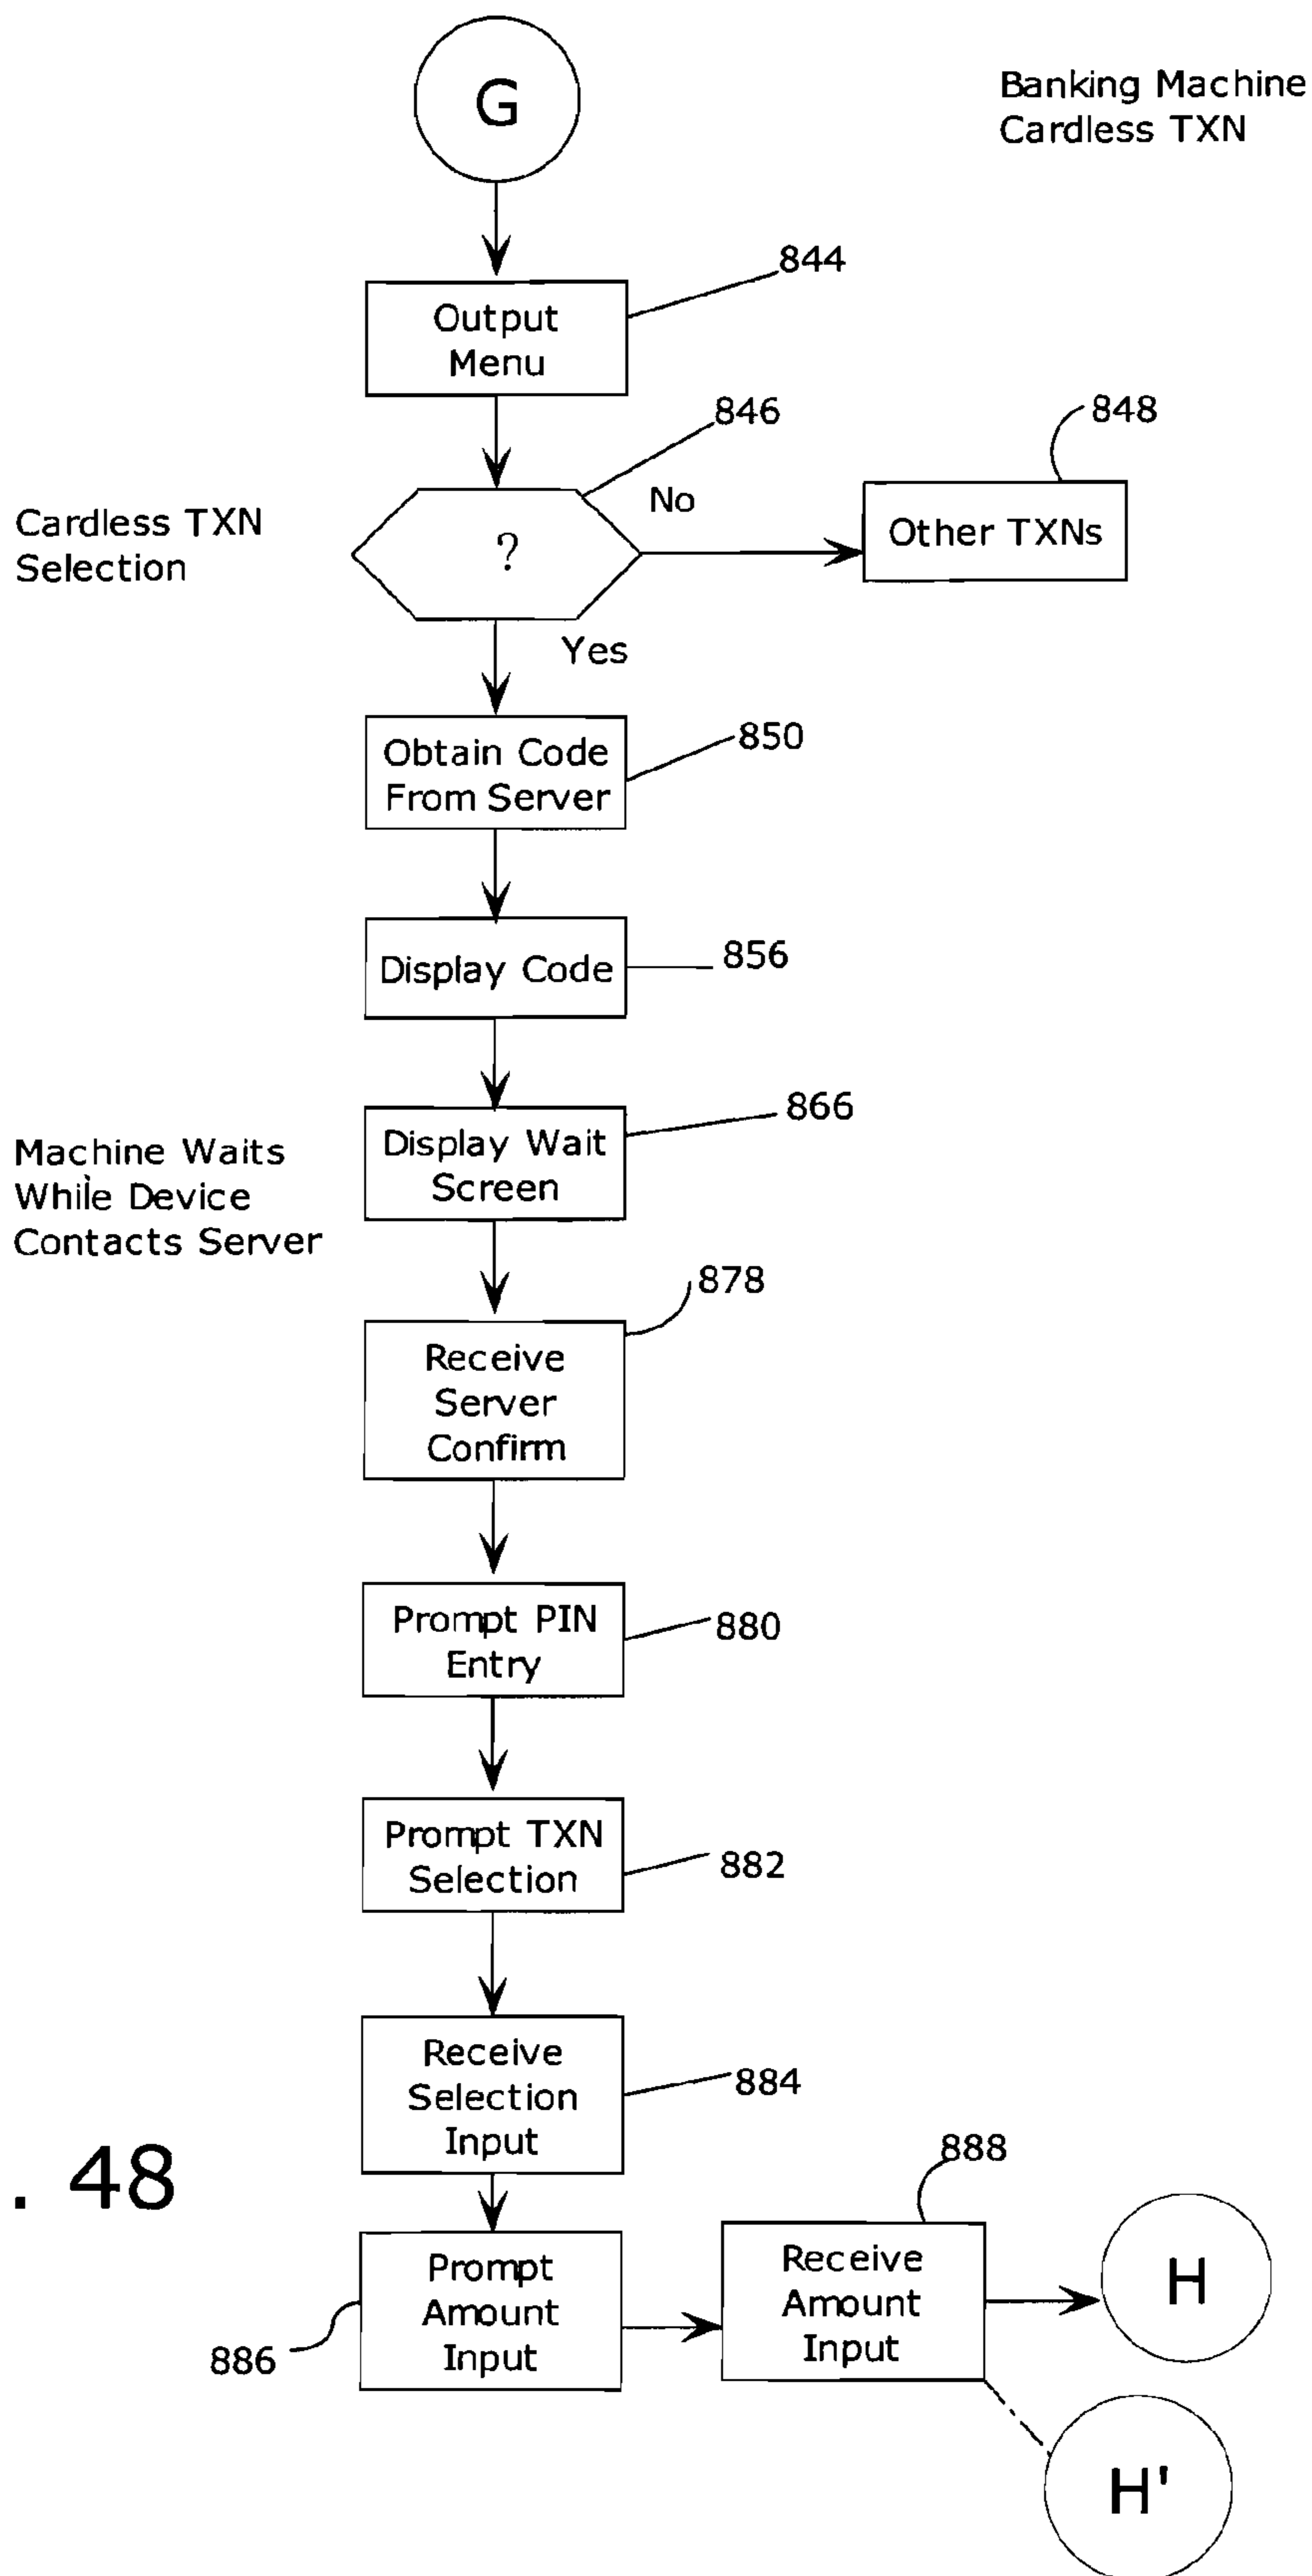 G
Banking Machine
Cardless TXN
844
Output
Menu
846
848
No
Other TXNs
Cardless TXN
Selection
?
Yes
850
Obtain Code
From Server
856
Display Code
866
Display Wait
Screen
Machine Waits
While Device
Contacts Server
878
Receive
Server
Confirm
Prompt PIN
Entry
880
Prompt TXN
Selection
882
Receive
Selection
Input
884
. 48
888
Prompt
Amount
Input
886
Receive
Amount
Input
H
H'